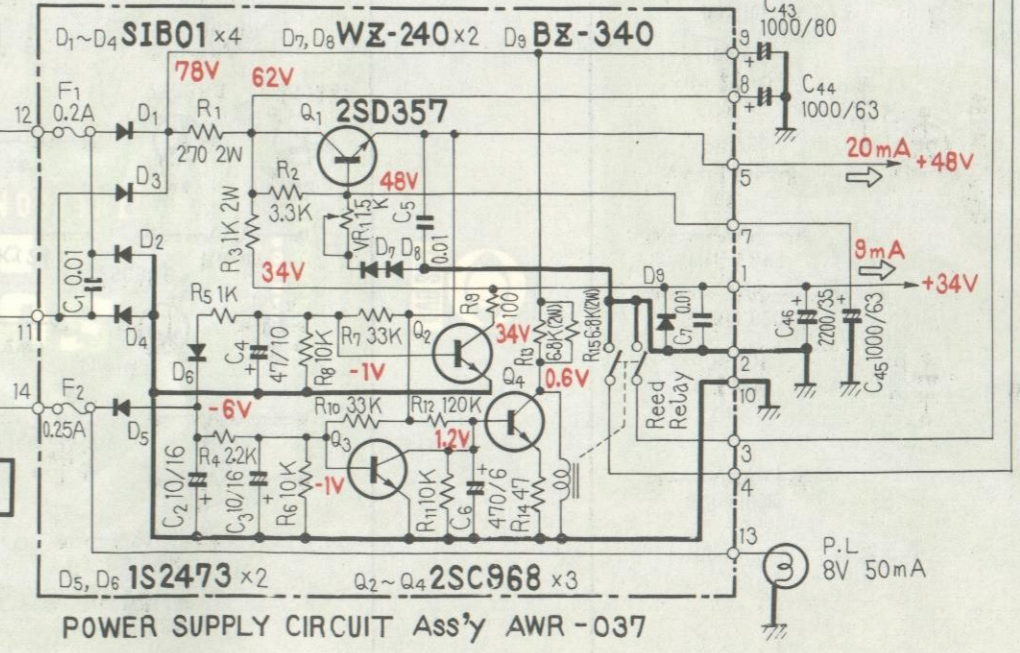 D1~D4 SIB01 ×4 D7, D8 WZ-240 ×2 D9 BZ-340
C43
1000/80
9
78V 62V
8
C44
1000/63
F1
0.2A
12
D1
R1
270 2W
Q1
2SD357
20mA +48V
5
D3
R2
3.3K
48V
VR1 1.5K
C5
0.01
7
R3 1K 2W
D2
D7 D8
9mA
+34V
1
C1 0.01
34V
D9
R9
100
R5 1K
11
D4
C4
47/10
R8 10K
R7 33K
Q2
34V
R13
6.8K(2W)
R15 6.8K(2W)
C7 0.01
C46
2200/35
C45 1000/63
D6
-1V
2
Q4
0.6V
14
F2
0.25A
D5
-6V
R10 33K
R12 120K
Reed
Relay
10
Q3
1.2V
R4 22K
3
C2 10/16
C3 10/16
R6 10K
-1V
R11 10K
C6
470/6
R14 47
4
13
P.L
8V 50mA
D5, D6 1S2473 ×2 Q2~Q4 2SC968 ×3
POWER SUPPLY CIRCUIT Ass'y AWR-037